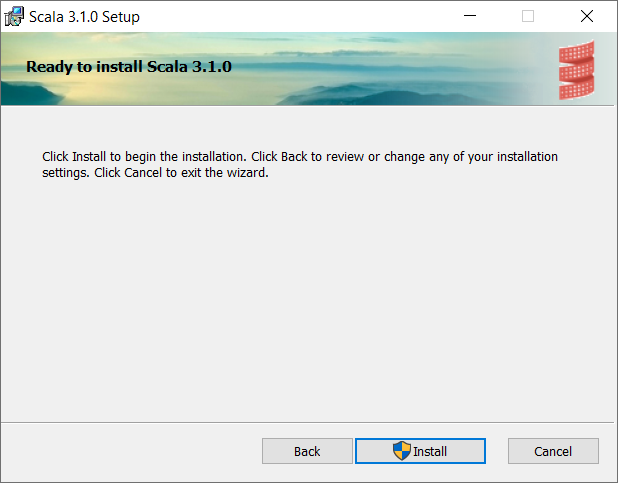 Scala 3.1.0 Setup
Ready to install Scala 3.1.0
Click Install to begin the installation. Click Back to review or change any of your installation
settings. Click Cancel to exit the wizard.
Back
Install
Cancel